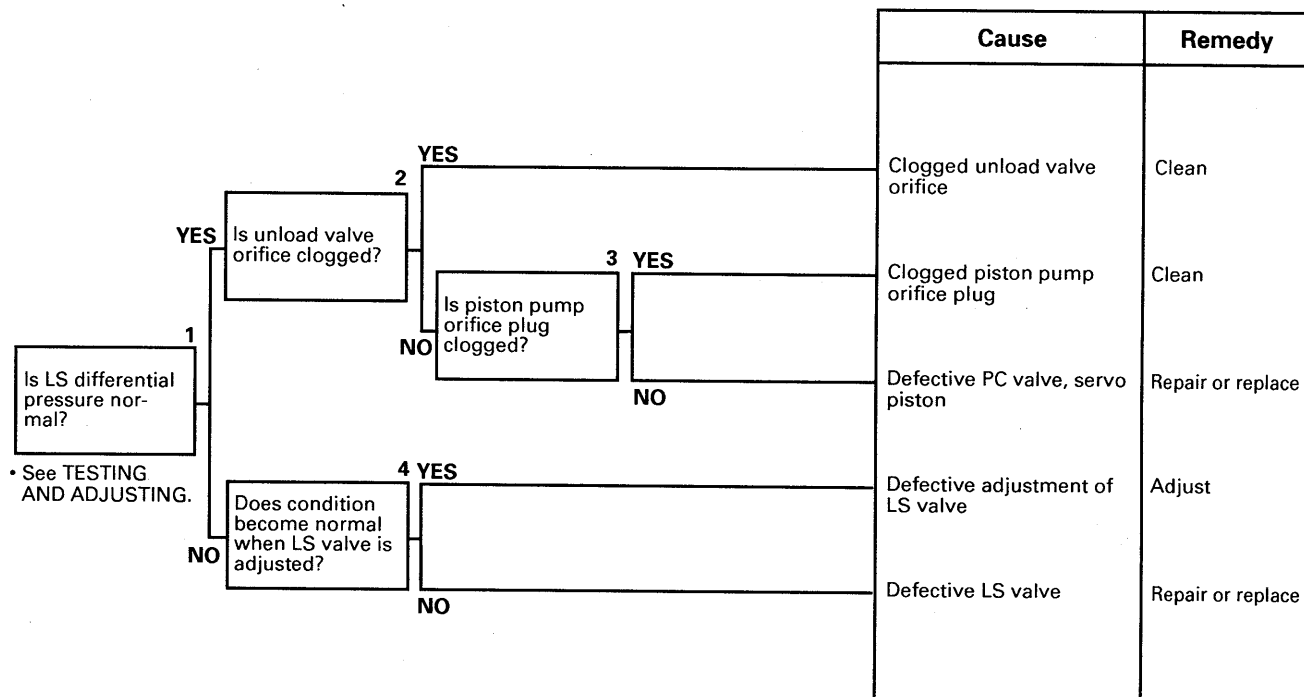 Cause
Remedy
YES
2
Clogged unload valve
orifice
Clean
YES
Is unload valve
orifice clogged?
3
YES
Clogged piston pump
orifice plug
Clean
Is piston pump
orifice plug
clogged?
NO
1
Is LS differential
pressure nor-
mal?
NO
Defective PC valve, servo
piston
Repair or replace
• See TESTING
AND ADJUSTING.
4
YES
Defective adjustment of
LS valve
Adjust
Does condition
become normal
when LS valve is
adjusted?
NO
NO
Defective LS valve
Repair or replace